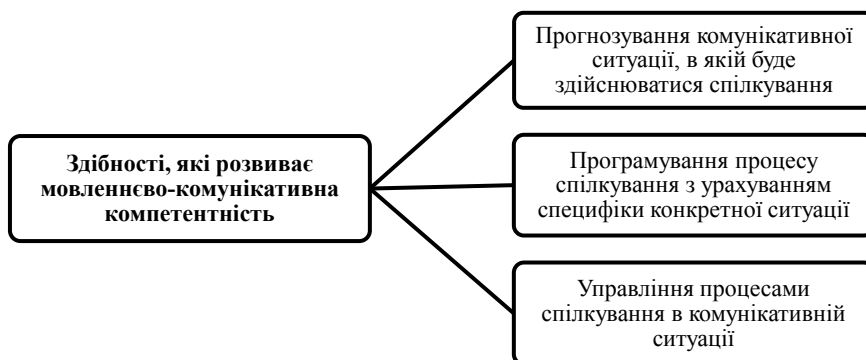 Здібності, які розвиває
мовленнєво-комунікативна
компетентність
Прогнозування комунікативної
ситуації, в якій буде
здійснюватися спілкування
Програмування процесу
спілкування з урахуванням
специфіки конкретної ситуації
Управління процесами
спілкування в комунікативній
ситуації